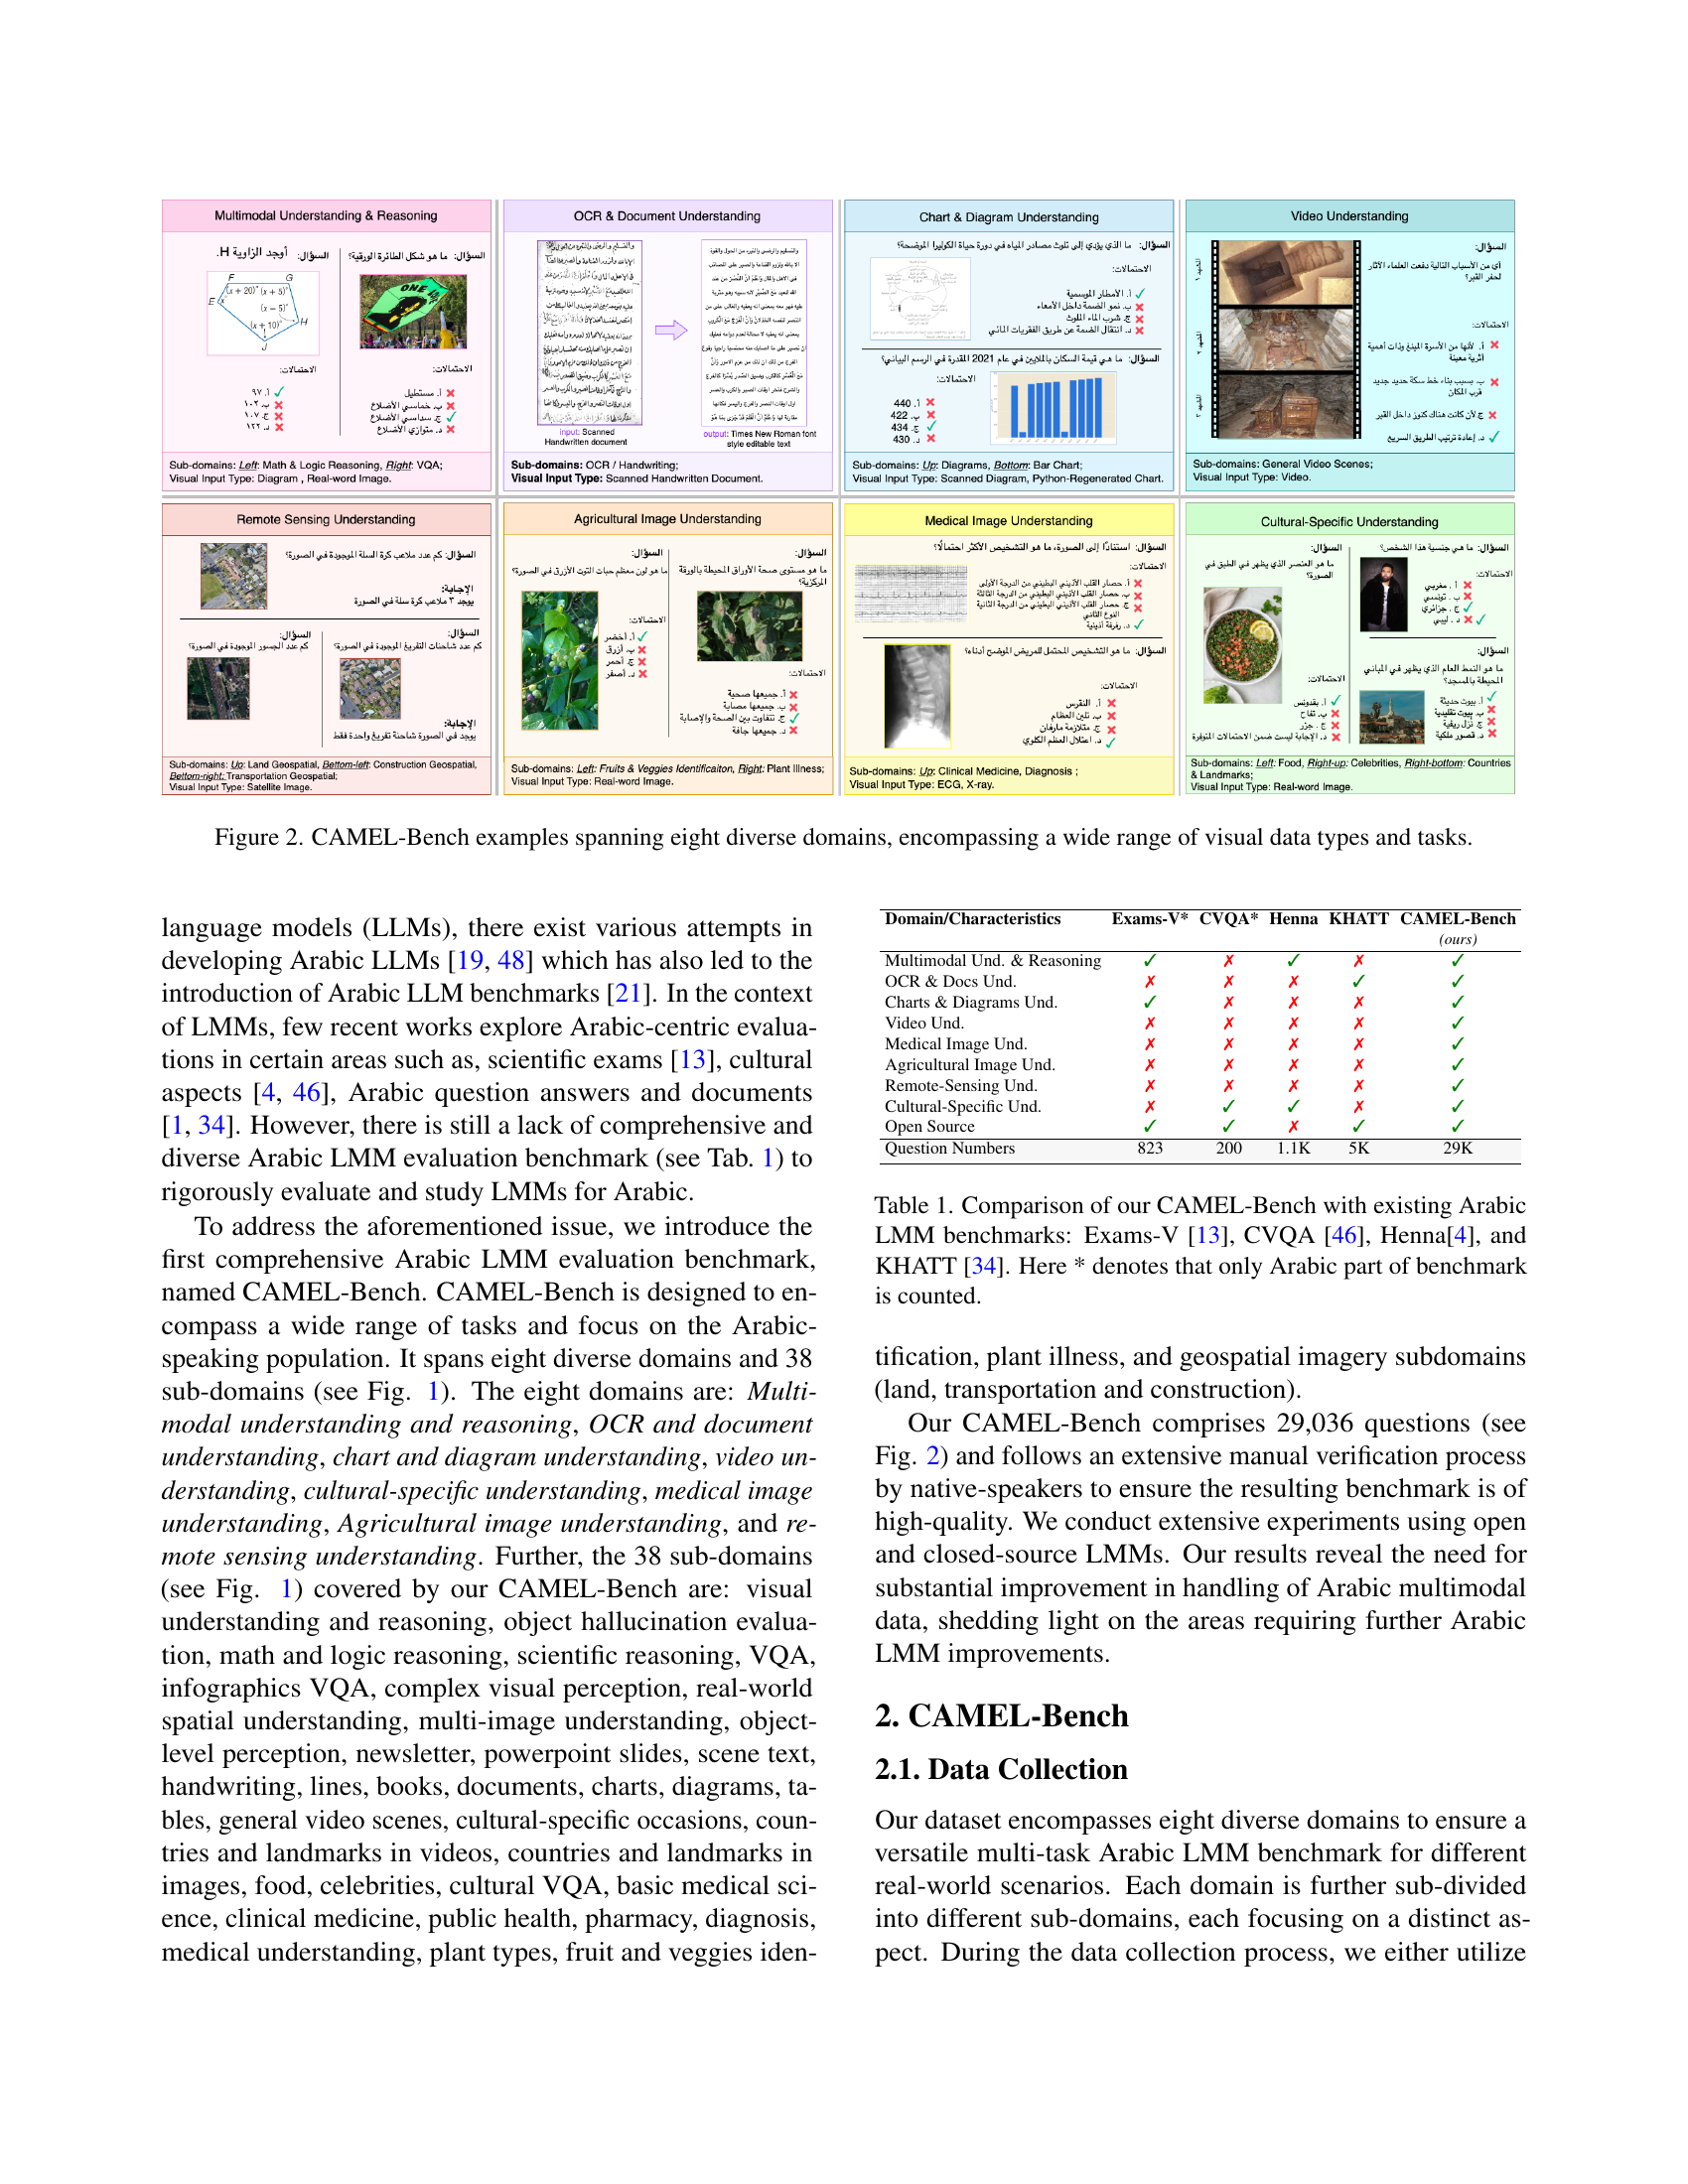 Multimodal Understanding & Reasoning
السؤال: أوجد الزاوية H.
F
G
E
(x + 20)° (x + 5)°
(x − 5)°
H
(x + 10)°
J
الاحتمالات:
أ. ٩٧
ب. ١٠٢
ج. ١٠٧
د. ١٢٢
السؤال: ما هو شكل الطائرة الورقية؟
الاحتمالات:
أ. مستطيل
ب. خماسي الأضلاع
ج. سداسي الأضلاع
د. متوازي الأضلاع
Sub-domains: Left: Math & Logic Reasoning, Right: VQA;
Visual Input Type: Diagram , Real-word Image.
OCR & Document Understanding
input: Scanned
Handwritten document
output: Times New Roman font
style editable text
Sub-domains: OCR / Handwriting;
Visual Input Type: Scanned Handwritten Document.
Chart & Diagram Understanding
السؤال: ما الذي يؤدي إلى تلوث مصادر المياه في دورة حياة الكوليرا الموضحة؟
الاحتمالات:
أ. الأمطار الموسمية
ب. نمو الضمة داخل الأمعاء
ج. شرب الماء الملوث
د. انتقال الضمة عن طريق الفقريات المائي
السؤال: ما هي قيمة السكان بالملايين في عام 2021 المقدرة في الرسم البياني؟
الاحتمالات:
أ. 440
ب. 422
ج. 434
د. 430
Sub-domains: Up: Diagrams, Bottom: Bar Chart;
Visual Input Type: Scanned Diagram, Python-Regenerated Chart.
Video Understanding
السؤال:
أي من الأسباب التالية دفعت العلماء الآثار
لحفر القبر؟
الاحتمالات:
أ. لأنها من الأسرة المبلغ وذات أهمية
أثرية معينة
ب. بسبب بناء خط سكة حديد جديد
قرب المكان
ج لأن كانت هناك كنوز داخل القبر
د. إعادة ترتيب الطريق السريع
Sub-domains: General Video Scenes;
Visual Input Type: Video.
Remote Sensing Understanding
السؤال: كم عدد ملاعب كرة السلة الموجودة في الصورة؟
الإجابة:
يوجد ٣ ملاعب كرة سلة في الصورة
السؤال:
كم عدد الجسور الموجودة في الصورة؟
السؤال:
كم عدد شاحنات التفريغ الموجودة في الصورة؟
الإجابة:
يوجد في الصورة شاحنة تفريغ واحدة فقط
Sub-domains: Up: Land Geospatial, Bottom-left: Construction Geospatial,
Bottom-right: Transportation Geospatial;
Visual Input Type: Satellite Image.
Agricultural Image Understanding
السؤال:
ما هو لون معظم حبات التوت الأزرق في الصورة؟
الاحتمالات:
أ. أخضر
ب. أزرق
ج. أحمر
د. أصفر
السؤال:
ما هو مستوى صحة الأوراق المحيطة بالورقة
المركزية؟
الاحتمالات:
أ. جميعها صحية
ب. جميعها مصابة
ج. تتفاوت بين الصحة والإصابة
د. جميعها جافة
Sub-domains: Left: Fruits & Veggies Identificaiton, Right: Plant Illness;
Visual Input Type: Real-word Image.
Medical Image Understanding
السؤال: استنادًا إلى الصورة، ما هو التشخيص الأكثر احتمالًا؟
الاحتمالات:
أ. حصار القلب الأذيني البطيني من الدرجة الأولى
ب. حصار القلب الأذيني البطيني من الدرجة الثالثة
ج. حصار القلب الأذيني البطيني من الدرجة الثانية
النوع الثاني
د. رفرفة أذينية
السؤال: ما هو التشخيص المحتمل للمريض الموضح أدناه؟
الاحتمالات:
أ. النقرس
ب. تلين العظام
ج. متلازمة مارفان
د. اعتلال العظم الكلوي
Sub-domains: Up: Clinical Medicine, Diagnosis ;
Visual Input Type: ECG, X-ray.
Cultural-Specific Understanding
السؤال:
ما هو العنصر الذي يظهر في الطبق في
الصورة؟
الاحتمالات:
أ. بقدونس
ب. تفاح
ج. جزر
د. الإجابة ليست ضمن الاحتمالات المتوفرة
السؤال: ما هي جنسية هذا الشخص؟
الاحتمالات:
أ. مغربي
ب. تونسي
ج. جزائري
د. ليبي
السؤال:
ما هو النمط العام الذي يظهر في المباني
المحيطة بالمسجد؟
أ. بيوت حديثة
ب. بيوت تقليدية
ج. نزل ريفية
د. قصور ملكية
Sub-domains: Left: Food, Right-up: Celebrities, Right-bottom: Countries
& Landmarks;
Visual Input Type: Real-word Image.
Figure 2. CAMEL-Bench examples spanning eight diverse domains, encompassing a wide range of visual data types and tasks.
language models (LLMs), there exist various attempts in
developing Arabic LLMs [19, 48] which has also led to the
introduction of Arabic LLM benchmarks [21]. In the context
of LMMs, few recent works explore Arabic-centric evalua-
tions in certain areas such as, scientific exams [13], cultural
aspects [4, 46], Arabic question answers and documents
[1, 34]. However, there is still a lack of comprehensive and
diverse Arabic LMM evaluation benchmark (see Tab. 1) to
rigorously evaluate and study LMMs for Arabic.
To address the aforementioned issue, we introduce the
first comprehensive Arabic LMM evaluation benchmark,
named CAMEL-Bench. CAMEL-Bench is designed to en-
compass a wide range of tasks and focus on the Arabic-
speaking population. It spans eight diverse domains and 38
sub-domains (see Fig. 1). The eight domains are: Multi-
modal understanding and reasoning, OCR and document
understanding, chart and diagram understanding, video un-
derstanding, cultural-specific understanding, medical image
understanding, Agricultural image understanding, and re-
mote sensing understanding. Further, the 38 sub-domains
(see Fig. 1) covered by our CAMEL-Bench are: visual
understanding and reasoning, object hallucination evalua-
tion, math and logic reasoning, scientific reasoning, VQA,
infographics VQA, complex visual perception, real-world
spatial understanding, multi-image understanding, object-
level perception, newsletter, powerpoint slides, scene text,
handwriting, lines, books, documents, charts, diagrams, ta-
bles, general video scenes, cultural-specific occasions, coun-
tries and landmarks in videos, countries and landmarks in
images, food, celebrities, cultural VQA, basic medical sci-
ence, clinical medicine, public health, pharmacy, diagnosis,
medical understanding, plant types, fruit and veggies iden-
Domain/Characteristics Exams-V* CVQA* Henna KHATT CAMEL-Bench
(ours)
Multimodal Und. & Reasoning ✓ ✗ ✓ ✗ ✓
OCR & Docs Und. ✗ ✗ ✗ ✓ ✓
Charts & Diagrams Und. ✓ ✗ ✗ ✗ ✓
Video Und. ✗ ✗ ✗ ✗ ✓
Medical Image Und. ✗ ✗ ✗ ✗ ✓
Agricultural Image Und. ✗ ✗ ✗ ✗ ✓
Remote-Sensing Und. ✗ ✗ ✗ ✗ ✓
Cultural-Specific Und. ✗ ✓ ✓ ✗ ✓
Open Source ✓ ✓ ✗ ✓ ✓
Question Numbers 823 200 1.1K 5K 29K
Table 1. Comparison of our CAMEL-Bench with existing Arabic
LMM benchmarks: Exams-V [13], CVQA [46], Henna[4], and
KHATT [34]. Here * denotes that only Arabic part of benchmark
is counted.
tification, plant illness, and geospatial imagery subdomains
(land, transportation and construction).
Our CAMEL-Bench comprises 29,036 questions (see
Fig. 2) and follows an extensive manual verification process
by native-speakers to ensure the resulting benchmark is of
high-quality. We conduct extensive experiments using open
and closed-source LMMs. Our results reveal the need for
substantial improvement in handling of Arabic multimodal
data, shedding light on the areas requiring further Arabic
LMM improvements.
2. CAMEL-Bench
2.1. Data Collection
Our dataset encompasses eight diverse domains to ensure a
versatile multi-task Arabic LMM benchmark for different
real-world scenarios. Each domain is further sub-divided
into different sub-domains, each focusing on a distinct as-
pect. During the data collection process, we either utilize